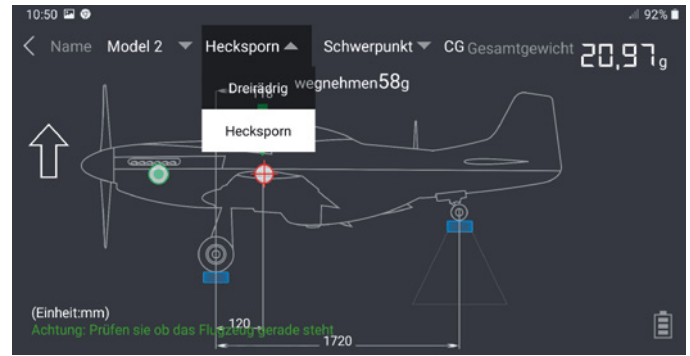 10:50 92%
Name Model 2 Hecksporn Schwerpunkt CG Gesamtgewicht 20,97g
Dreirädrig wegnehmen58g
Hecksporn
(Einheit:mm)
Achtung: Prüfen sie ob das Flugzeug gerade steht
120
1720